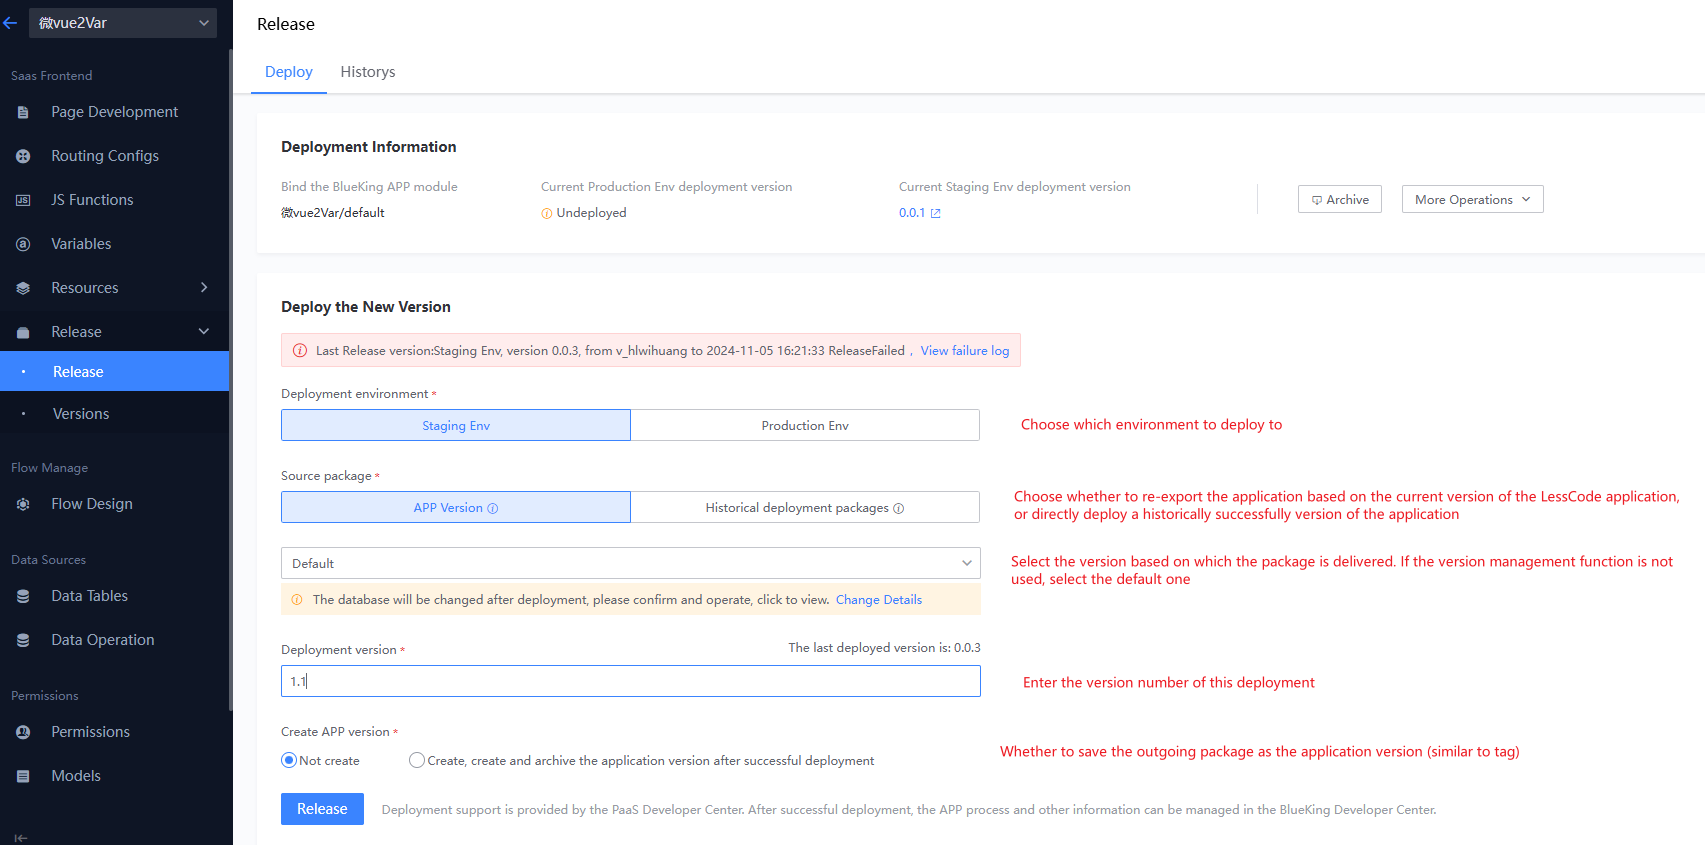 微vue2Var
Saas Frontend
Page Development
Routing Configs
JS Functions
Variables
Resources
Release
Release
Versions
Flow Manage
Flow Design
Data Sources
Data Tables
Data Operation
Permissions
Permissions
Models
Release
Deploy
Historys
Deployment Information
Bind the BlueKing APP module
微vue2Var/default
Current Production Env deployment version
Undeployed
Current Staging Env deployment version
0.0.1
Archive
More Operations
Deploy the New Version
Last Release version:Staging Env, version 0.0.3, from v_hlwihuang to 2024-11-05 16:21:33 ReleaseFailed， View failure log
Deployment environment *
Staging Env
Production Env
Choose which environment to deploy to
Source package *
APP Version
Historical deployment packages
Choose whether to re-export the application based on the current version of the LessCode application,
or directly deploy a historically successfully version of the application
Default
Select the version based on which the package is delivered. If the version management function is not
used, select the default one
The database will be changed after deployment, please confirm and operate, click to view. Change Details
Deployment version *
The last deployed version is: 0.0.3
1.1
Enter the version number of this deployment
Create APP version *
Not create
Create, create and archive the application version after successful deployment
Whether to save the outgoing package as the application version (similar to tag)
Release
Deployment support is provided by the PaaS Developer Center. After successful deployment, the APP process and other information can be managed in the BlueKing Developer Center.